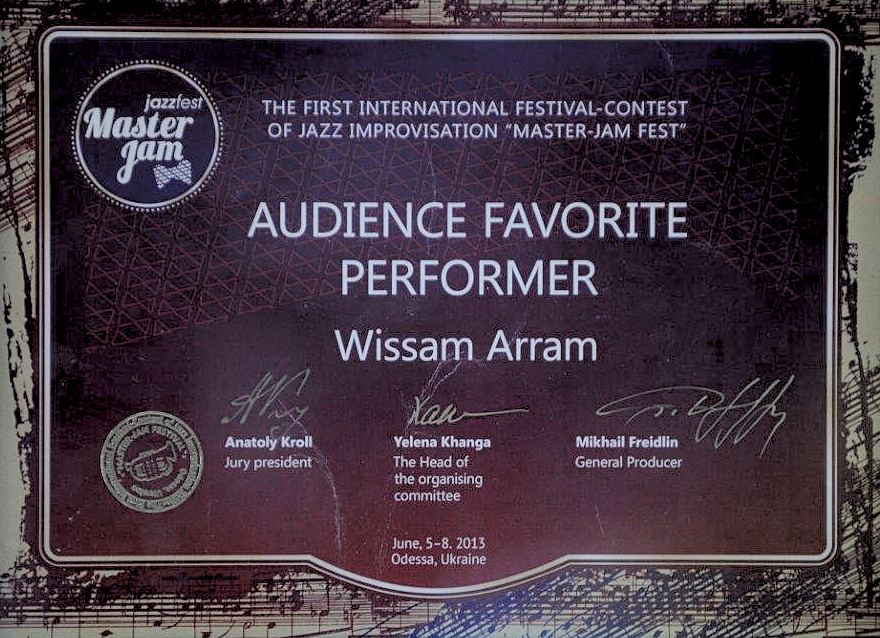 jazzfest
Master
Jam
THE FIRST INTERNATIONAL FESTIVAL-CONTEST
OF JAZZ IMPROVISATION “MASTER-JAM FEST”
AUDIENCE FAVORITE
PERFORMER
Wissam Arram
Anatoly Kroll
Jury president
Yelena Khanga
The Head of
the organising
committee
Mikhail Freidlin
General Producer
June, 5–8. 2013
Odessa, Ukraine